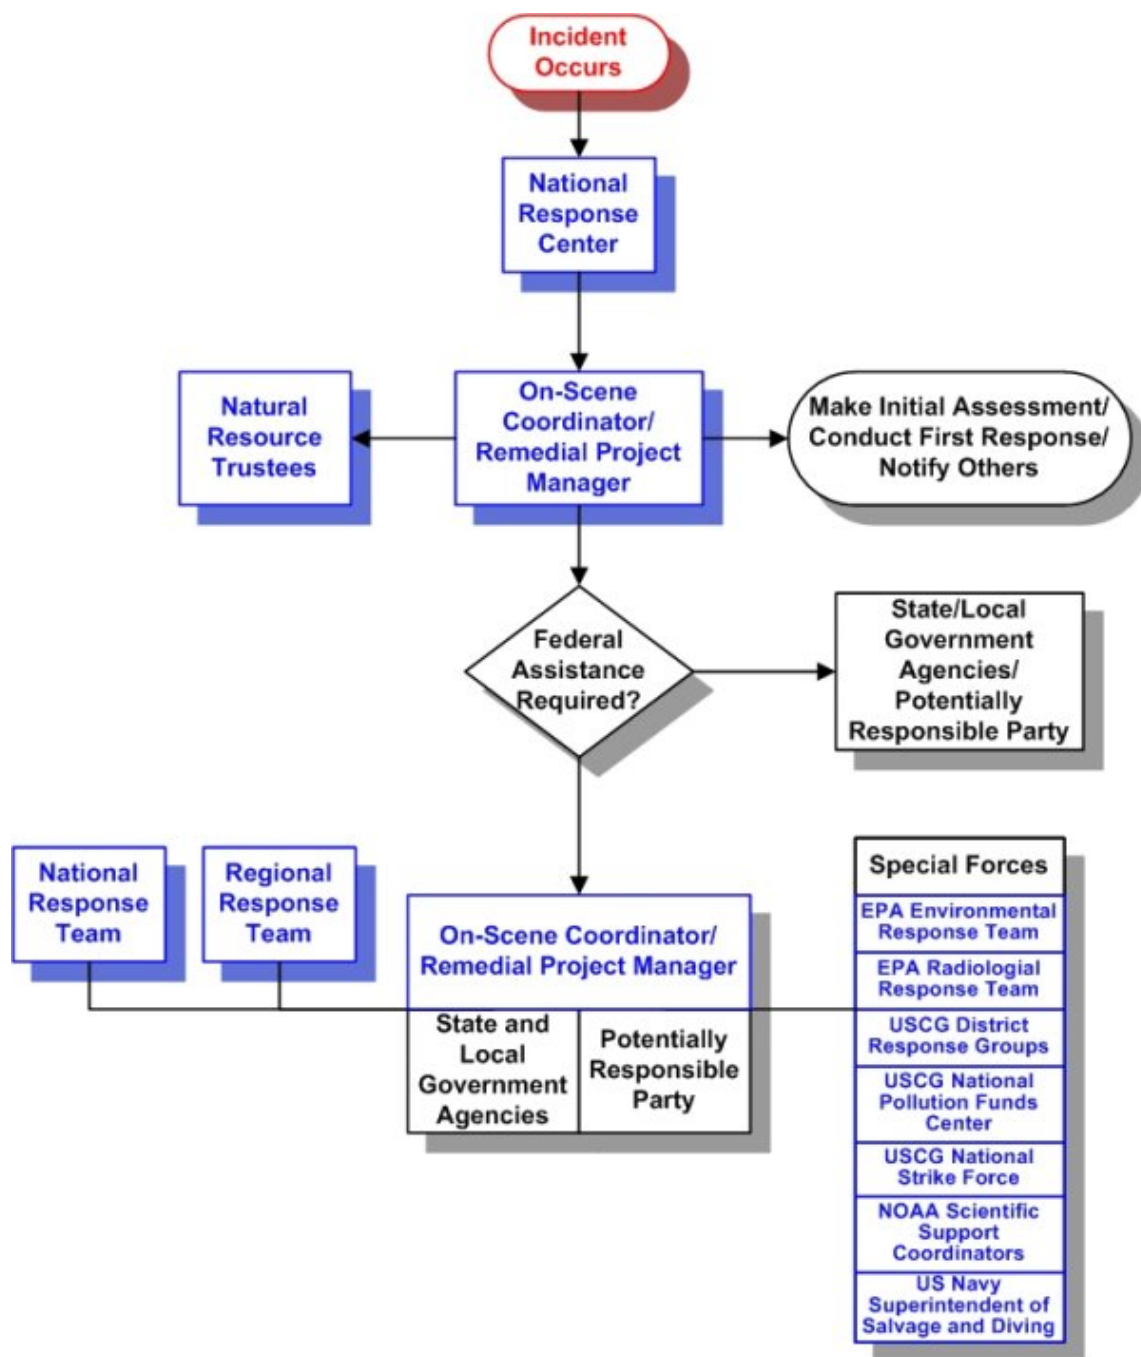 Incident
Occurs
National
Response
Center
Natural
Resource
Trustees
On-Scene
Coordinator/
Remedial Project
Manager
Make Initial Assessment/
Conduct First Response/
Notify Others
Federal
Assistance
Required?
State/Local
Government
Agencies/
Potentially
Responsible Party
National
Response
Team
Regional
Response
Team
On-Scene Coordinator/
Remedial Project Manager
State and
Local
Government
Agencies
Potentially
Responsible
Party
Special Forces
EPA Environmental
Response Team
EPA Radiologial
Response Team
USCG District
Response Groups
USCG National
Pollution Funds
Center
USCG National
Strike Force
NOAA Scientific
Support
Coordinators
US Navy
Superintendent of
Salvage and Diving